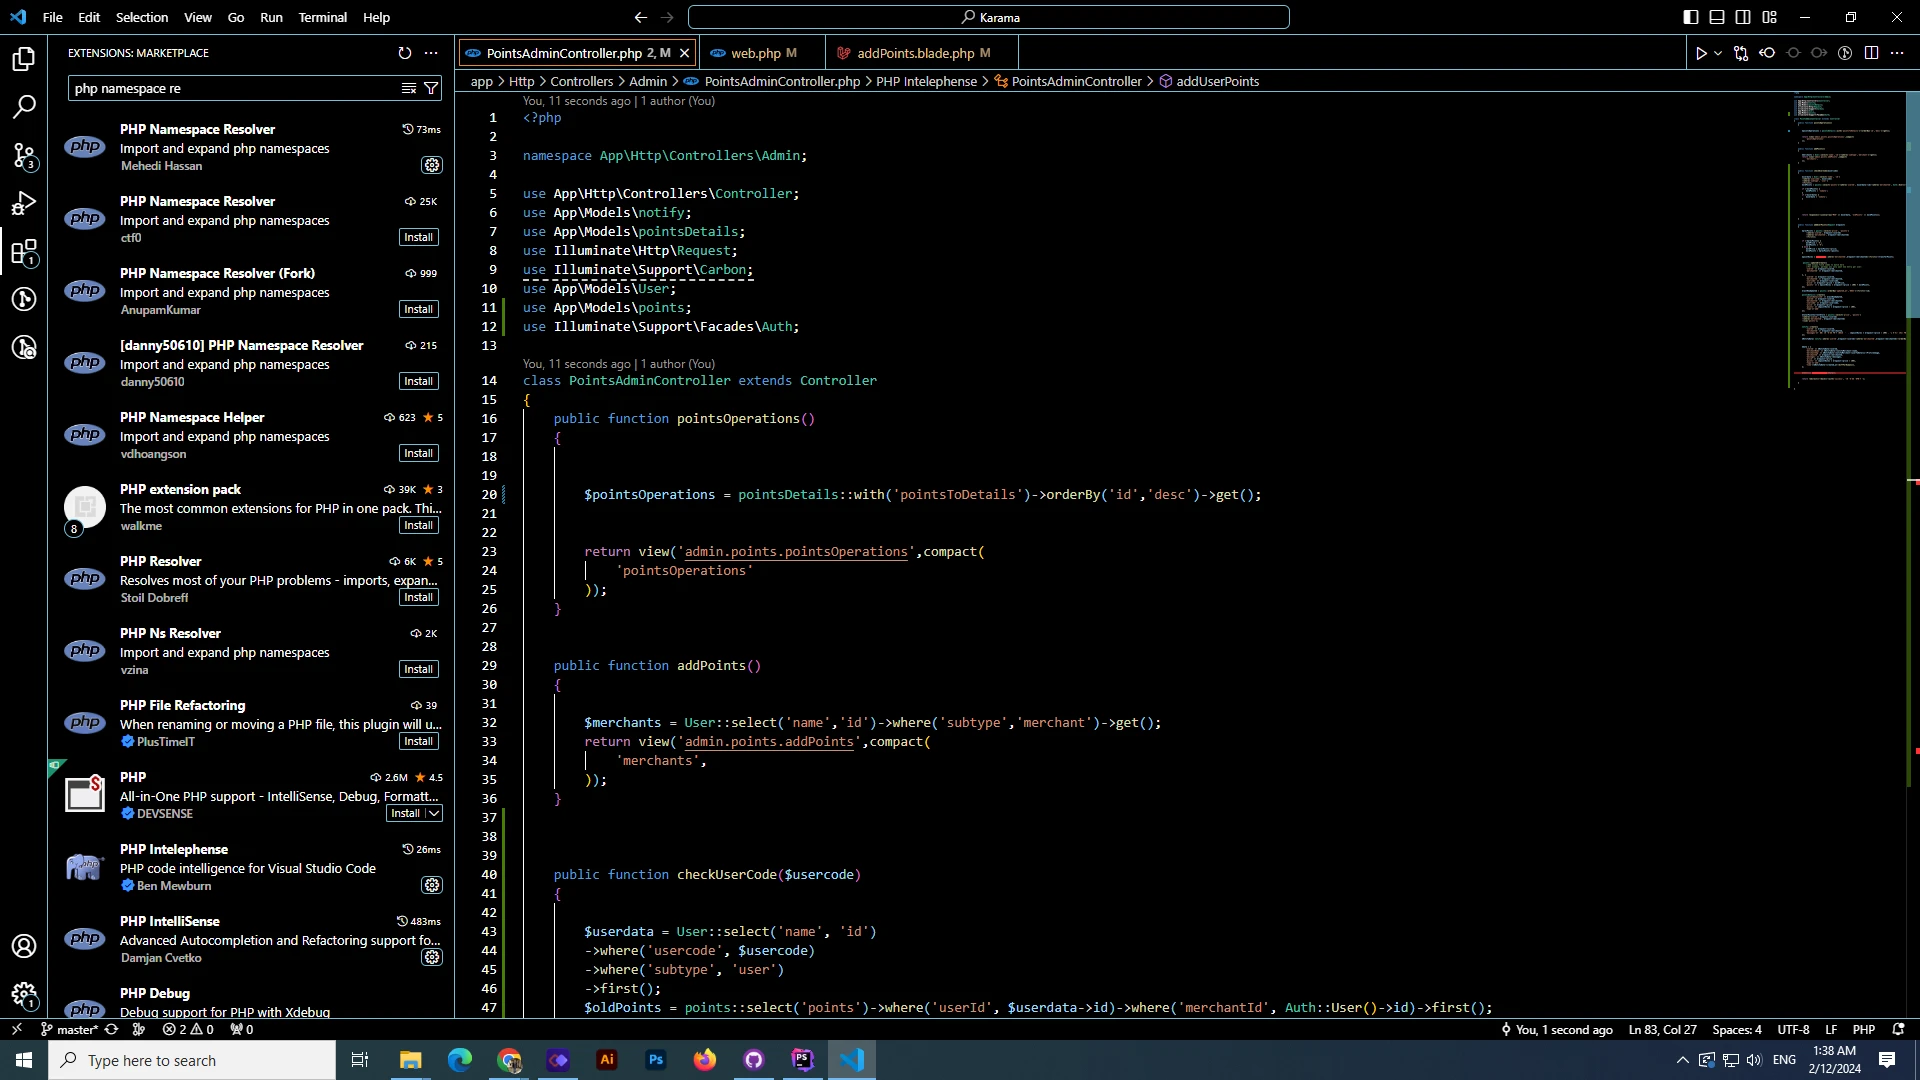 File Edit Selection View Go Run Terminal Help
Karama
EXTENSIONS: MARKETPLACE
php namespace re
PHP Namespace Resolver 73ms
Import and expand php namespaces
Mehedi Hassan
PHP Namespace Resolver 25K
Import and expand php namespaces
ctf0 Install
PHP Namespace Resolver (Fork) 999
Import and expand php namespaces
AnupamKumar Install
[danny50610] PHP Namespace Resolver 215
Import and expand php namespaces
danny50610 Install
PHP Namespace Helper 623 ★ 5
Import and expand php namespaces
vdhoangson Install
PHP extension pack 39K ★ 3
The most common extensions for PHP in one pack. Thi...
8 walkme Install
PHP Resolver 6K ★ 5
Resolves most of your PHP problems - imports, expan...
Stoil Dobreff Install
PHP Ns Resolver 2K
Import and expand php namespaces
vzina Install
PHP File Refactoring 39
When renaming or moving a PHP file, this plugin will u...
PlusTimeIT Install
PHP 2.6M ★ 4.5
All-in-One PHP support - IntelliSense, Debug, Formatt...
DEVSENSE Install
PHP Intelephense 26ms
PHP code intelligence for Visual Studio Code
Ben Mewburn
PHP IntelliSense 483ms
Advanced Autocompletion and Refactoring support fo...
Damjan Cvetko
PHP Debug
Debug support for PHP with Xdebug
PointsAdminController.php 2, M web.php M addPoints.blade.php M
app > Http > Controllers > Admin > PointsAdminController.php > PHP Intelephense > PointsAdminController > addUserPoints
You, 11 seconds ago | 1 author (You)
1 <?php
2
3 namespace App\Http\Controllers\Admin;
4
5 use App\Http\Controllers\Controller;
6 use App\Models\notify;
7 use App\Models\pointsDetails;
8 use Illuminate\Http\Request;
9 use Illuminate\Support\Carbon;
10 use App\Models\User;
11 use App\Models\points;
12 use Illuminate\Support\Facades\Auth;
13
You, 11 seconds ago | 1 author (You)
14 class PointsAdminController extends Controller
15 {
16 public function pointsOperations()
17 {
18
19
20 $pointsOperations = pointsDetails::with('pointsToDetails')->orderBy('id','desc')->get();
21
22
23 return view('admin.points.pointsOperations',compact(
24 'pointsOperations'
25 ));
26 }
27
28
29 public function addPoints()
30 {
31
32 $merchants = User::select('name','id')->where('subtype','merchant')->get();
33 return view('admin.points.addPoints',compact(
34 'merchants',
35 ));
36 }
37
38
39
40 public function checkUserCode($usercode)
41 {
42
43 $userdata = User::select('name', 'id')
44 ->where('usercode', $usercode)
45 ->where('subtype', 'user')
46 ->first();
47 $oldPoints = points::select('points')->where('userId', $userdata->id)->where('merchantId', Auth::User()->id)->first();
master* 2 0 0
You, 1 second ago Ln 83, Col 27 Spaces: 4 UTF-8 LF PHP
Type here to search
ENG
1:38 AM
2/12/2024